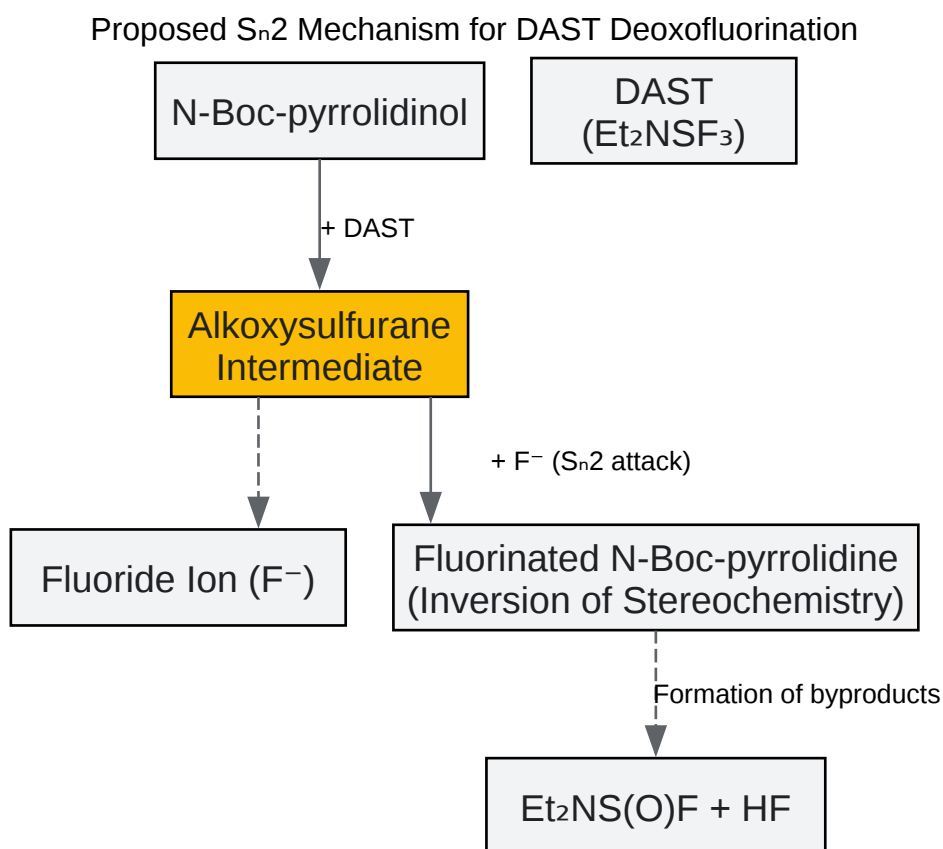 Proposed Sₙ2 Mechanism for DAST Deoxofluorination
N-Boc-pyrrolidinol
DAST
(Et₂NSF₃)
+ DAST
Alkoxysulfurane
Intermediate
+ F⁻ (Sₙ2 attack)
Fluoride Ion (F⁻)
Fluorinated N-Boc-pyrrolidine
(Inversion of Stereochemistry)
Formation of byproducts
Et₂NS(O)F + HF